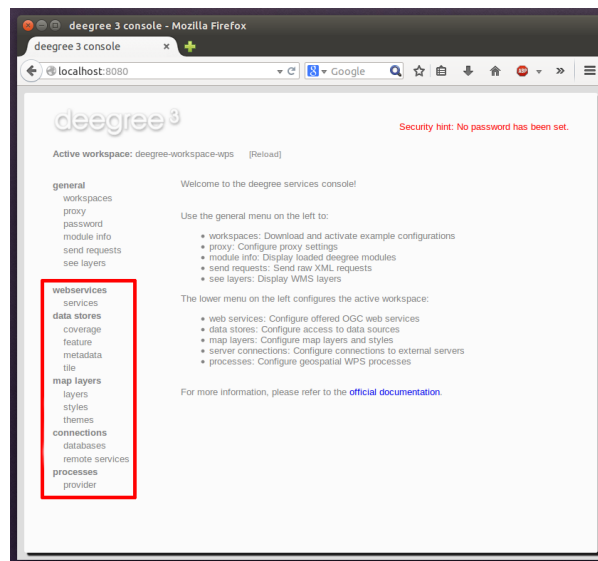 deegree 3 console - Mozilla Firefox
deegree 3 console
localhost:8080
Google
ABP
deegree 3
Security hint: No password has been set.
Active workspace: deegree-workspace-wps [Reload]
general
workspaces
proxy
password
module info
send requests
see layers
webservices
services
data stores
coverage
feature
metadata
tile
map layers
layers
styles
themes
connections
databases
remote services
processes
provider
Welcome to the deegree services console!
Use the general menu on the left to:
• workspaces: Download and activate example configurations
• proxy: Configure proxy settings
• module info: Display loaded deegree modules
• send requests: Send raw XML requests
• see layers: Display WMS layers
The lower menu on the left configures the active workspace:
• web services: Configure offered OGC web services
• data stores: Configure access to data sources
• map layers: Configure map layers and styles
• server connections: Configure connections to external servers
• processes: Configure geospatial WPS processes
For more information, please refer to the official documentation.